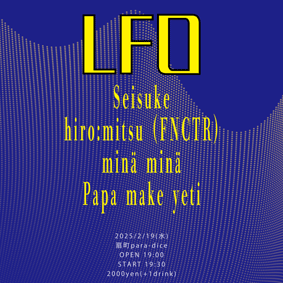 LFO
Seisuke
hiro:mitsu (FNCTR)
minä minä
Papa make yeti
2025/2/19(水)
扇町para-dice
OPEN 19:00
START 19:30
2000yen(+1drink)